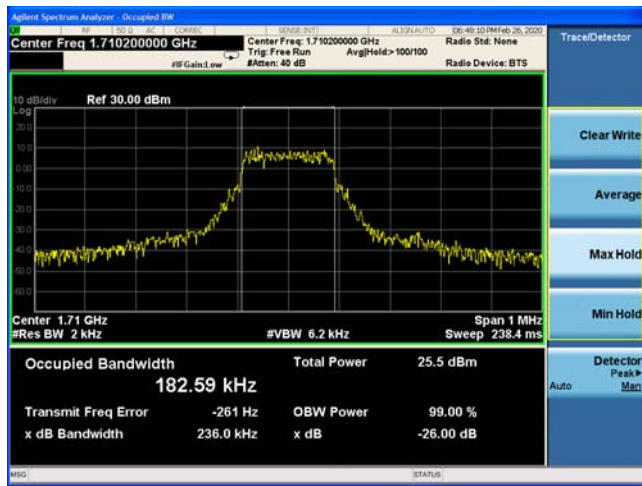 Agilent Spectrum Analyzer - Occupied BW
RF 50 Ω AC CORREC SENSE:INT ALIGN AUTO 06:48:10 PM Feb 26, 2020
Center Freq 1.710200000 GHz
Center Freq: 1.710200000 GHz
Radio Std: None
Trig: Free Run Avg|Hold:>100/100
#IFGain:Low #Atten: 40 dB Radio Device: BTS
Trace/Detector
10 dB/div Ref 30.00 dBm
Log
20.0
10.0
0.00
-10.0
-20.0
-30.0
-40.0
-50.0
-60.0
Clear Write
Average
Max Hold
Min Hold
Detector
Peak
Auto Man
Center 1.71 GHz Span 1 MHz
#Res BW 2 kHz #VBW 6.2 kHz Sweep 238.4 ms
Occupied Bandwidth Total Power 25.5 dBm
182.59 kHz
Transmit Freq Error -261 Hz OBW Power 99.00 %
x dB Bandwidth 236.0 kHz x dB -26.00 dB
MSG STATUS